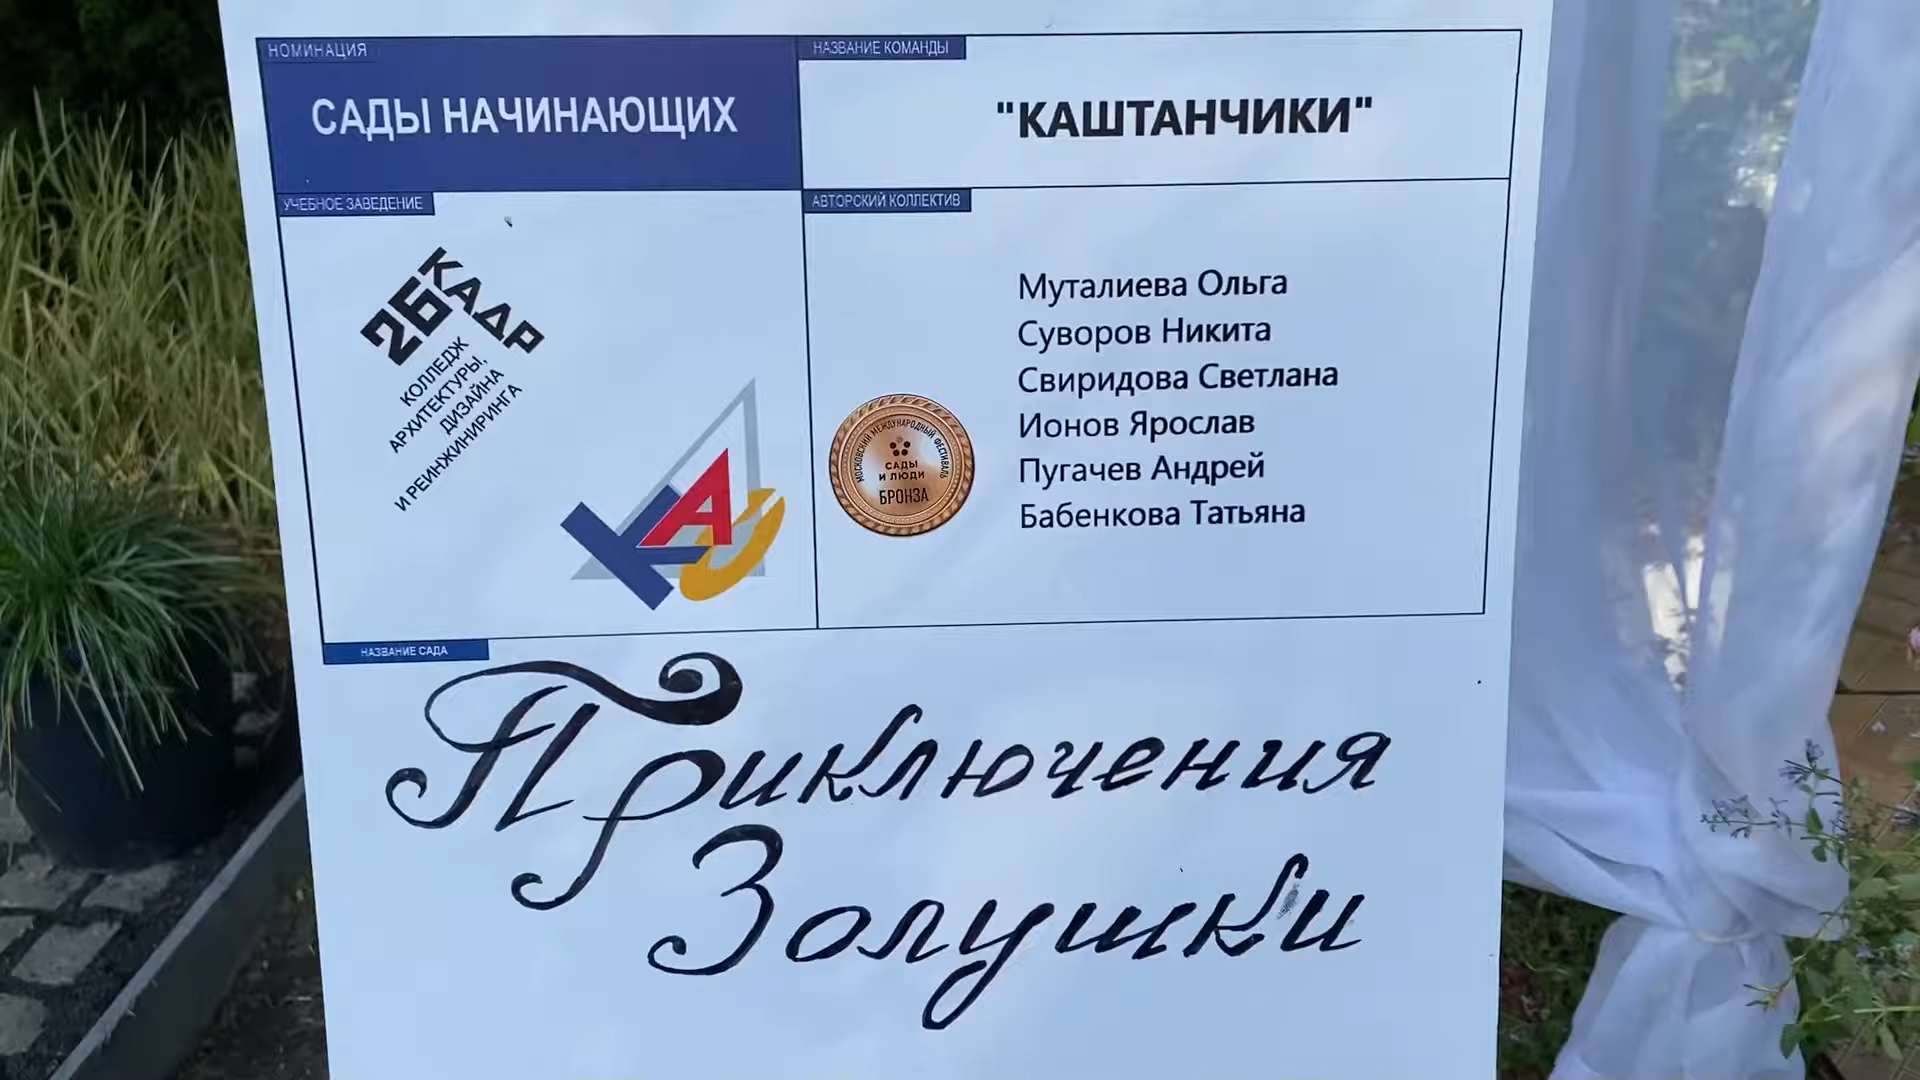 НОМИНАЦИЯ
САДЫ НАЧИНАЮЩИХ
НАЗВАНИЕ КОМАНДЫ
"КАШТАНЧИКИ"
УЧЕБНОЕ ЗАВЕДЕНИЕ
26 КАДР
КОЛЛЕДЖ
АРХИТЕКТУРЫ,
ДИЗАЙНА
И РЕИНЖИНИРИНГА
КАД
АВТОРСКИЙ КОЛЛЕКТИВ
МОСКОВСКИЙ МЕЖДУНАРОДНЫЙ ФЕСТИВАЛЬ
САДЫ
И ЛЮДИ
БРОНЗА
Муталиева Ольга
Суворов Никита
Свиридова Светлана
Ионов Ярослав
Пугачев Андрей
Бабенкова Татьяна
НАЗВАНИЕ САДА
Приключения
Золушки